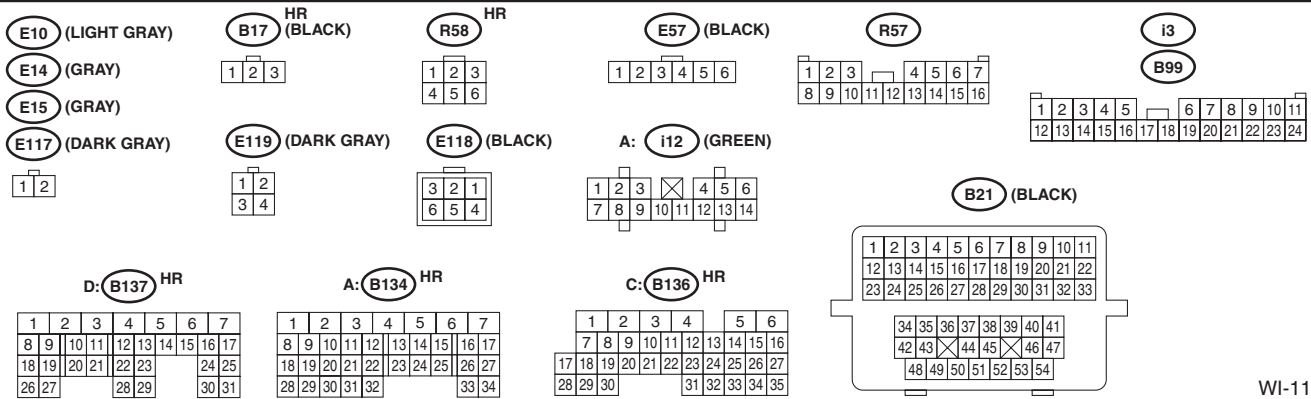 E10 (LIGHT GRAY)
E14 (GRAY)
E15 (GRAY)
E117 (DARK GRAY)
1 2
HR
B17 (BLACK)
1 2 3
HR
R58
1 2 3
4 5 6
E57 (BLACK)
1 2 3 4 5 6
R57
1 2 3 4 5 6 7
8 9 10 11 12 13 14 15 16
i3
B99
1 2 3 4 5 6 7 8 9 10 11
12 13 14 15 16 17 18 19 20 21 22 23 24
E119 (DARK GRAY)
1 2
3 4
E118 (BLACK)
3 2 1
6 5 4
A: i12 (GREEN)
1 2 3 4 5 6
7 8 9 10 11 12 13 14
B21 (BLACK)
1 2 3 4 5 6 7 8 9 10 11
12 13 14 15 16 17 18 19 20 21 22
23 24 25 26 27 28 29 30 31 32 33
34 35 36 37 38 39 40 41
42 43 44 45 46 47
48 49 50 51 52 53 54
D: B137 HR
1 2 3 4 5 6 7
8 9 10 11 12 13 14 15 16 17
18 19 20 21 22 23 24 25
26 27 28 29 30 31
A: B134 HR
1 2 3 4 5 6 7
8 9 10 11 12 13 14 15 16 17
18 19 20 21 22 23 24 25 26 27
28 29 30 31 32 33 34
C: B136 HR
1 2 3 4 5 6
7 8 9 10 11 12 13 14 15 16
17 18 19 20 21 22 23 24 25 26 27
28 29 30 31 32 33 34 35
WI-11